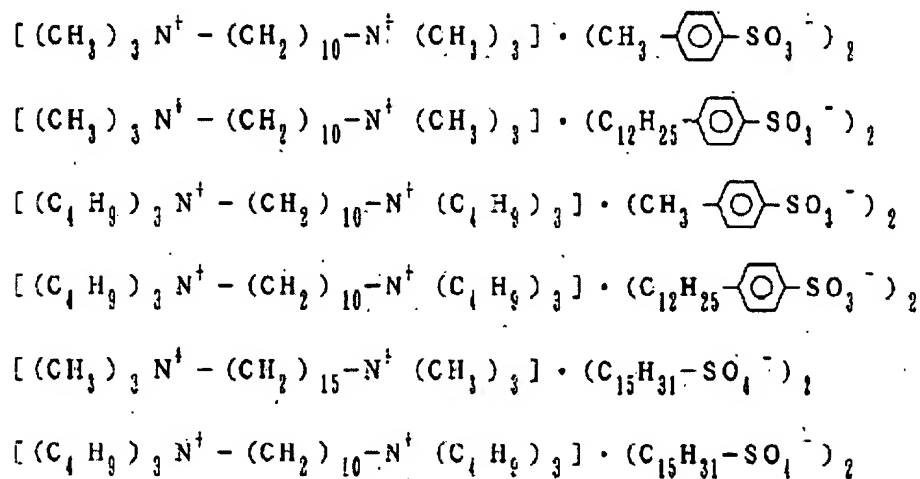 [(CH₃)₃N⁺-(CH₂)₁₀-N⁺(CH₃)₃]·(CH₃-⌬-SO₃⁻)₂
[(CH₃)₃N⁺-(CH₂)₁₀-N⁺(CH₃)₃]·(C₁₂H₂₅-⌬-SO₃⁻)₂
[(C₄H₉)₃N⁺-(CH₂)₁₀-N⁺(C₄H₉)₃]·(CH₃-⌬-SO₃⁻)₂
[(C₄H₉)₃N⁺-(CH₂)₁₀-N⁺(C₄H₉)₃]·(C₁₂H₂₅-⌬-SO₃⁻)₂
[(CH₃)₃N⁺-(CH₂)₁₅-N⁺(CH₃)₃]·(C₁₅H₃₁-SO₄⁻)₂
[(C₄H₉)₃N⁺-(CH₂)₁₀-N⁺(C₄H₉)₃]·(C₁₅H₃₁-SO₄⁻)₂